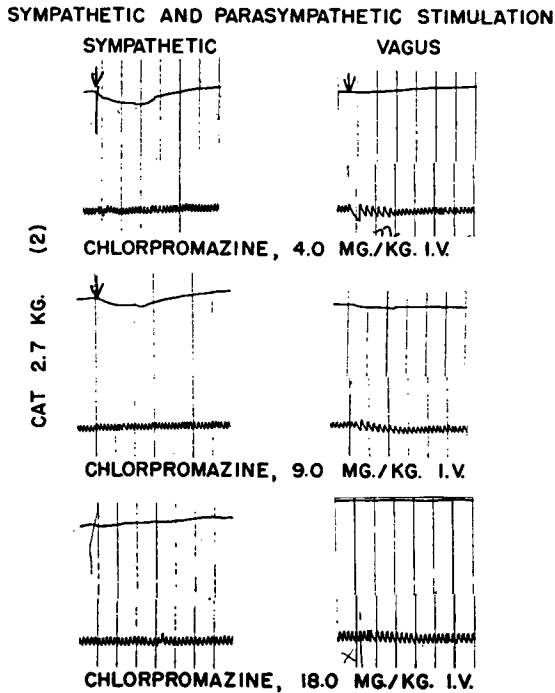 SYMPATHETIC AND PARASYMPATHETIC STIMULATION
SYMPATHETIC VAGUS
CHLORPROMAZINE, 4.0 MG./KG. I.V.
CAT 2.7 KG. (2)
CHLORPROMAZINE, 9.0 MG./KG. I.V.
CHLORPROMAZINE, 18.0 MG./KG. I.V.